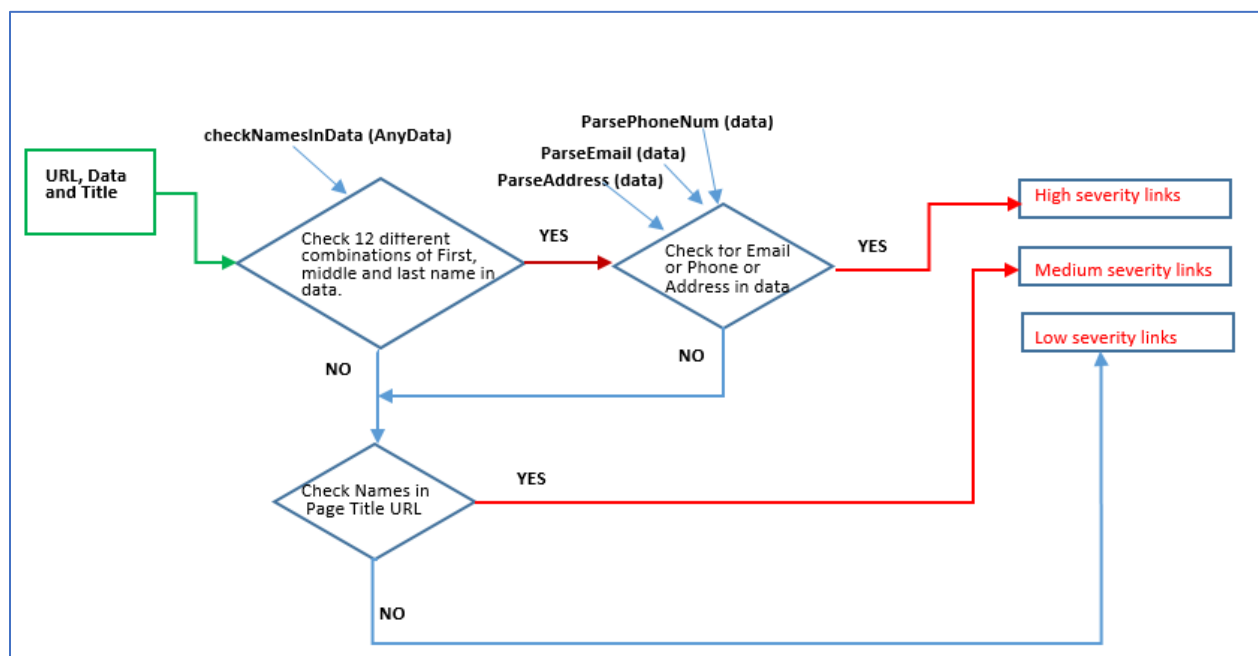 ParsePhoneNum (data)
checkNamesInData (AnyData)
ParseEmail (data)
ParseAddress (data)
URL, Data
and Title
Check 12 different
combinations of First,
middle and last name in
data.
YES
Check for Email
or Phone or
Address in data
YES
High severity links
Medium severity links
Low severity links
NO
NO
Check Names in
Page Title URL
YES
NO